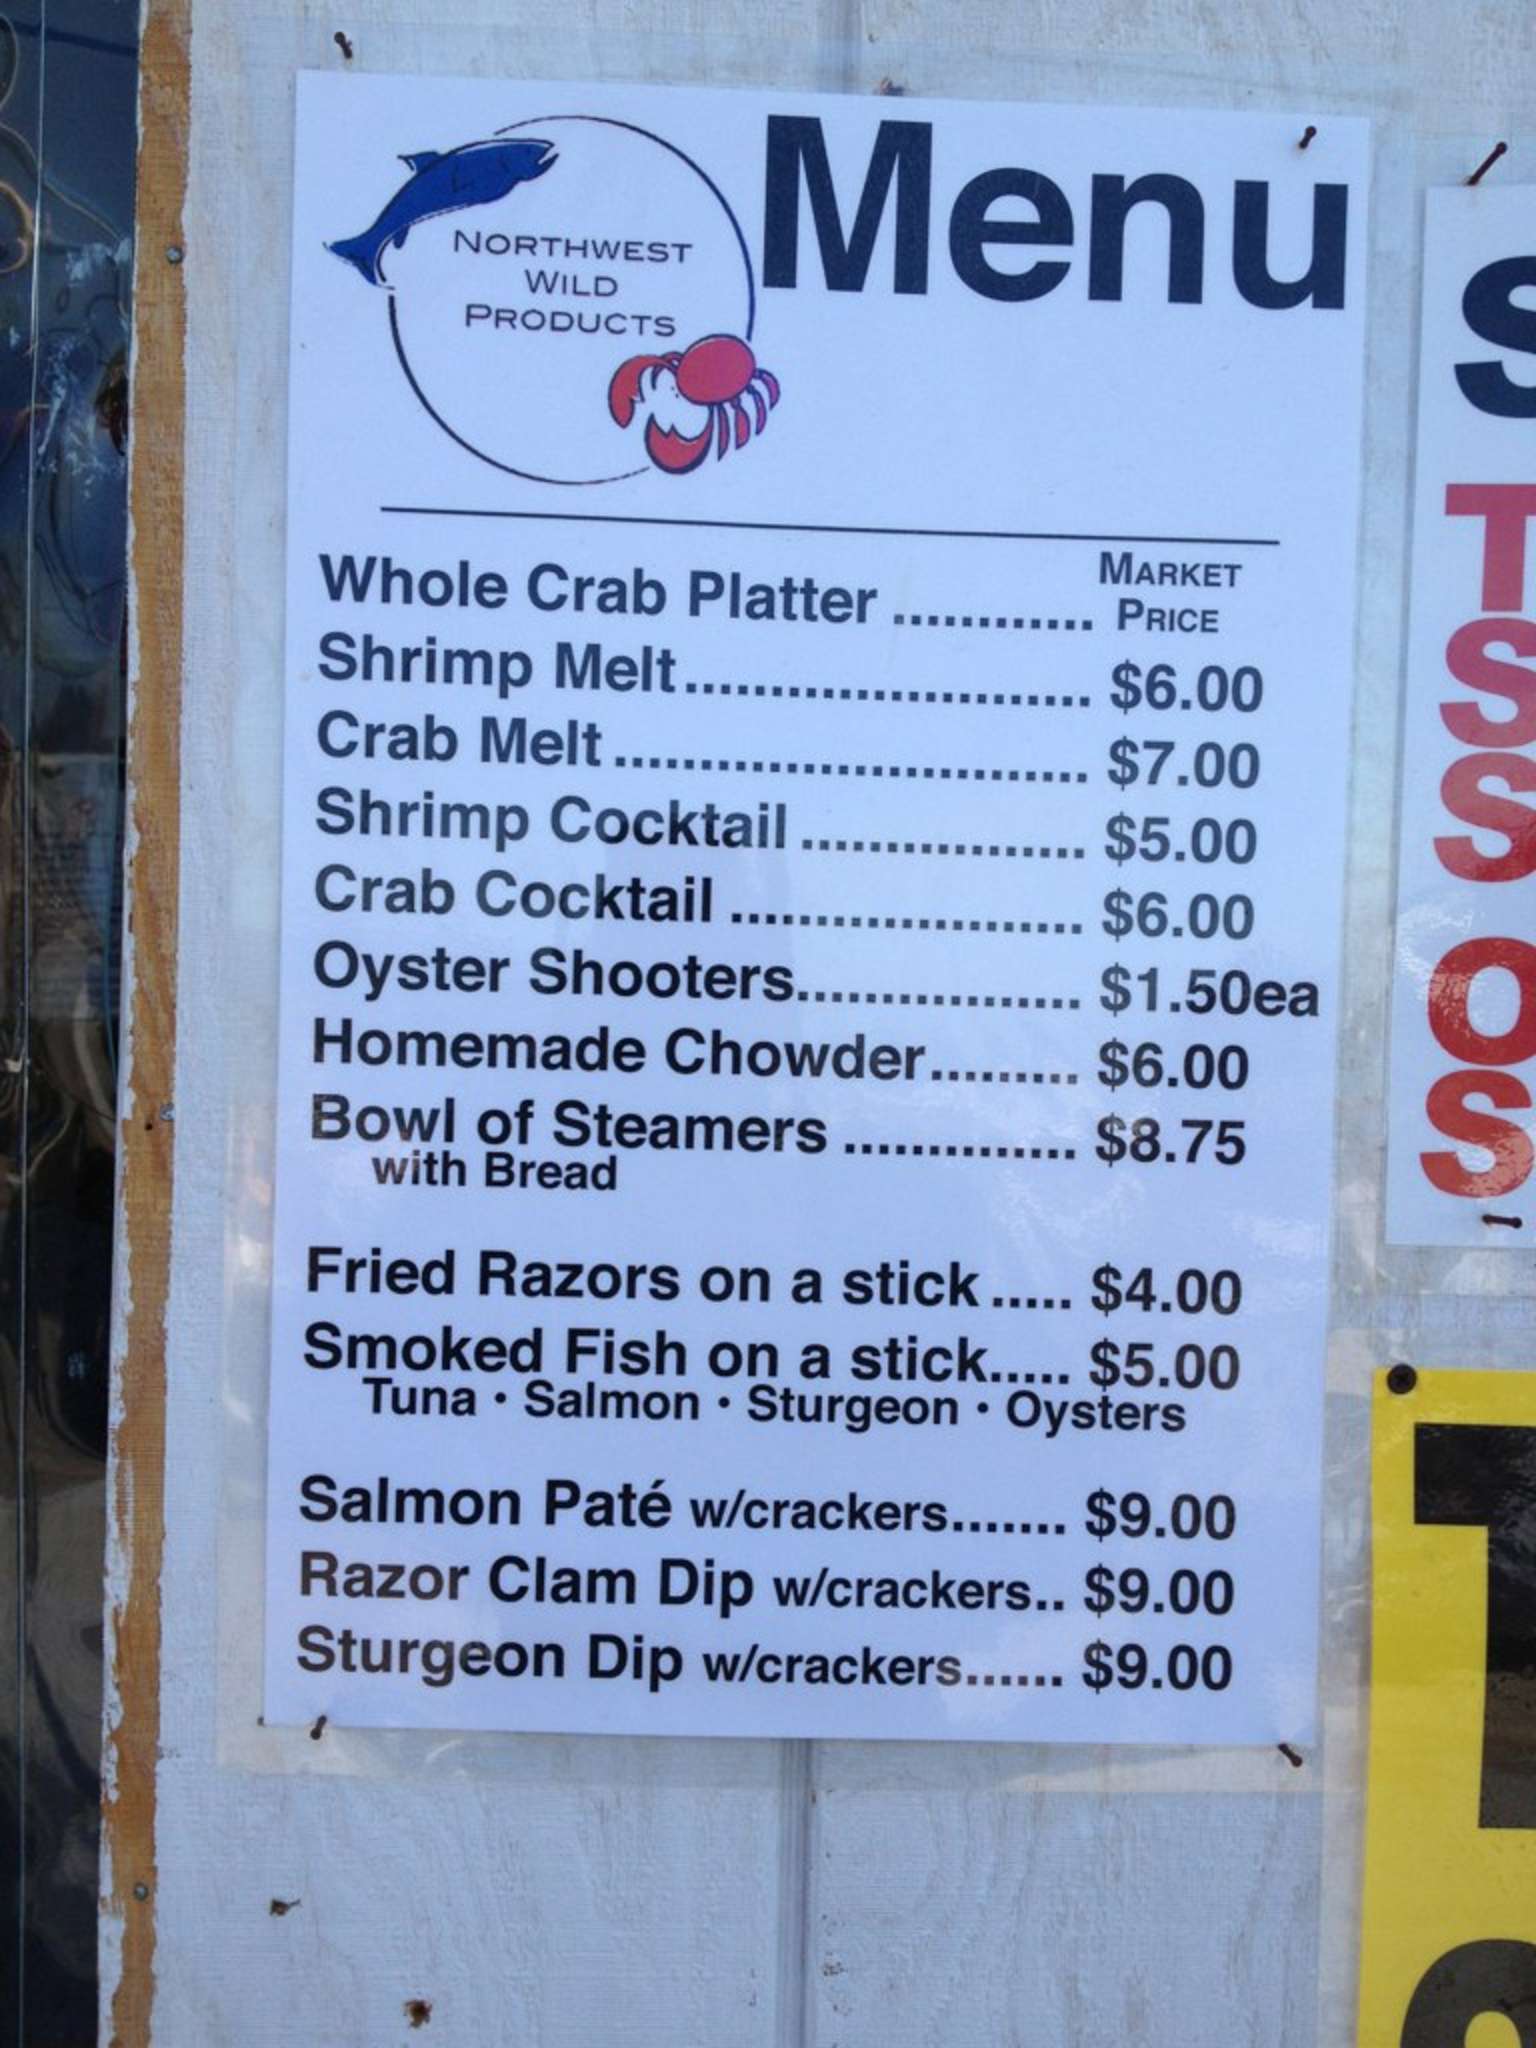 Menu
NORTHWEST
WILD
PRODUCTS
Whole Crab Platter ............ MARKET PRICE
Shrimp Melt........................ $6.00
Crab Melt ............................ $7.00
Shrimp Cocktail ................. $5.00
Crab Cocktail ..................... $6.00
Oyster Shooters................. $1.50ea
Homemade Chowder......... $6.00
Bowl of Steamers .............. $8.75
with Bread
Fried Razors on a stick ..... $4.00
Smoked Fish on a stick..... $5.00
Tuna • Salmon • Sturgeon • Oysters
Salmon Paté w/crackers....... $9.00
Razor Clam Dip w/crackers.. $9.00
Sturgeon Dip w/crackers...... $9.00